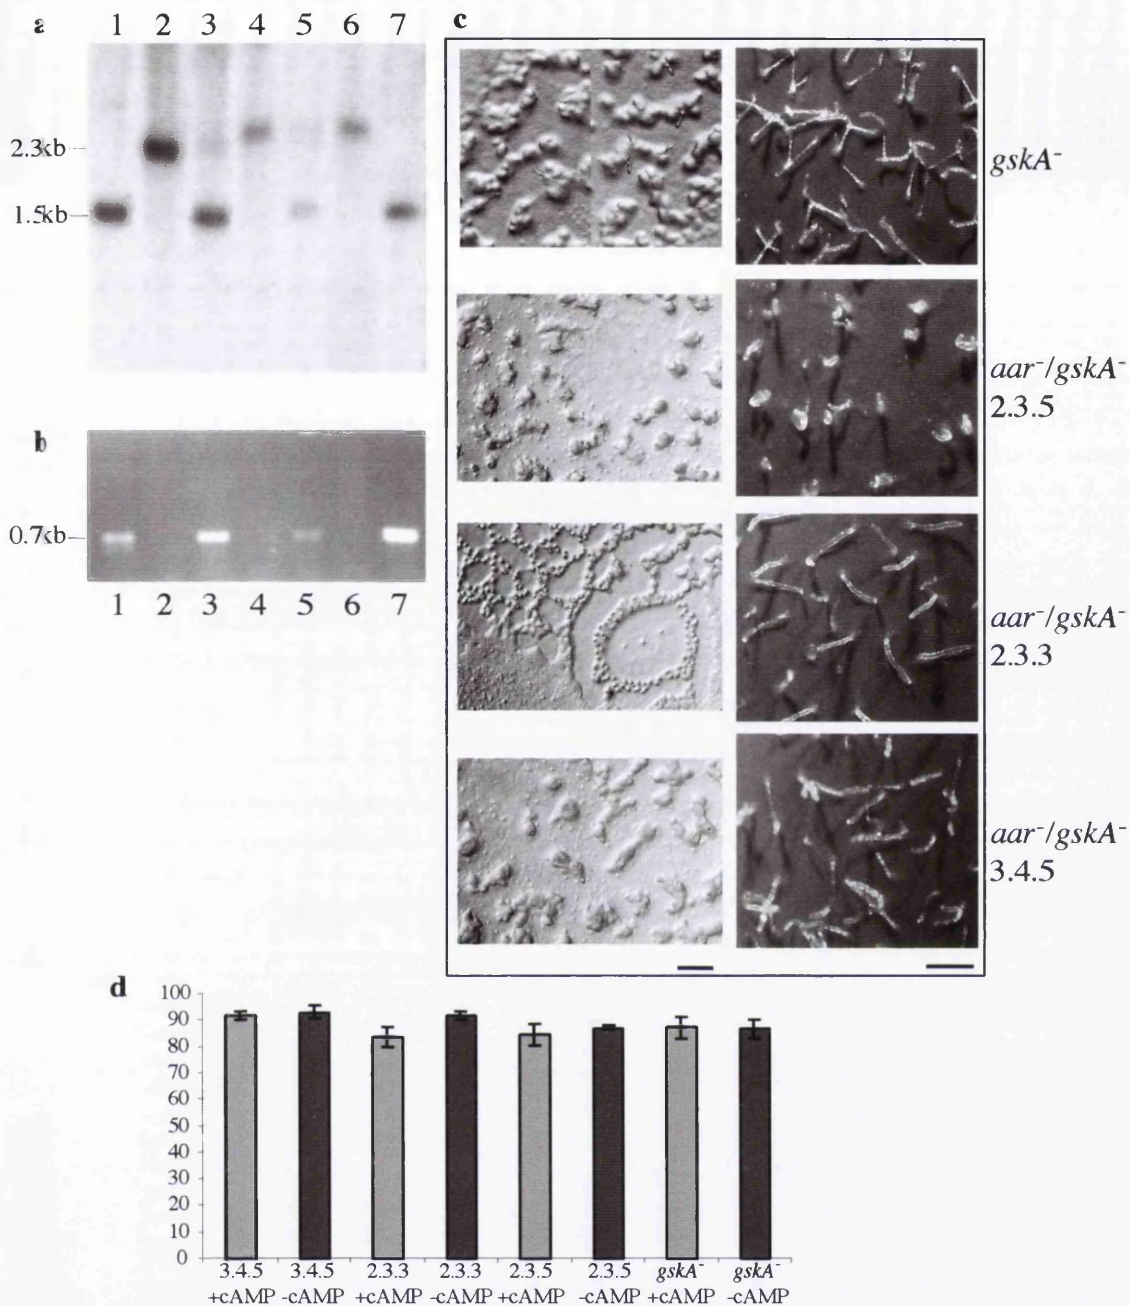 a
1 2 3 4 5 6 7
2.3kb
1.5kb
b
0.7kb
1 2 3 4 5 6 7
c
gskA⁻
aar⁻/gskA⁻
2.3.5
aar⁻/gskA⁻
2.3.3
aar⁻/gskA⁻
3.4.5
d
100
90
80
70
60
50
40
30
20
10
0
3.4.5 3.4.5 2.3.3 2.3.3 2.3.5 2.3.5 gskA⁻ gskA⁻
+cAMP -cAMP +cAMP -cAMP +cAMP -cAMP +cAMP -cAMP